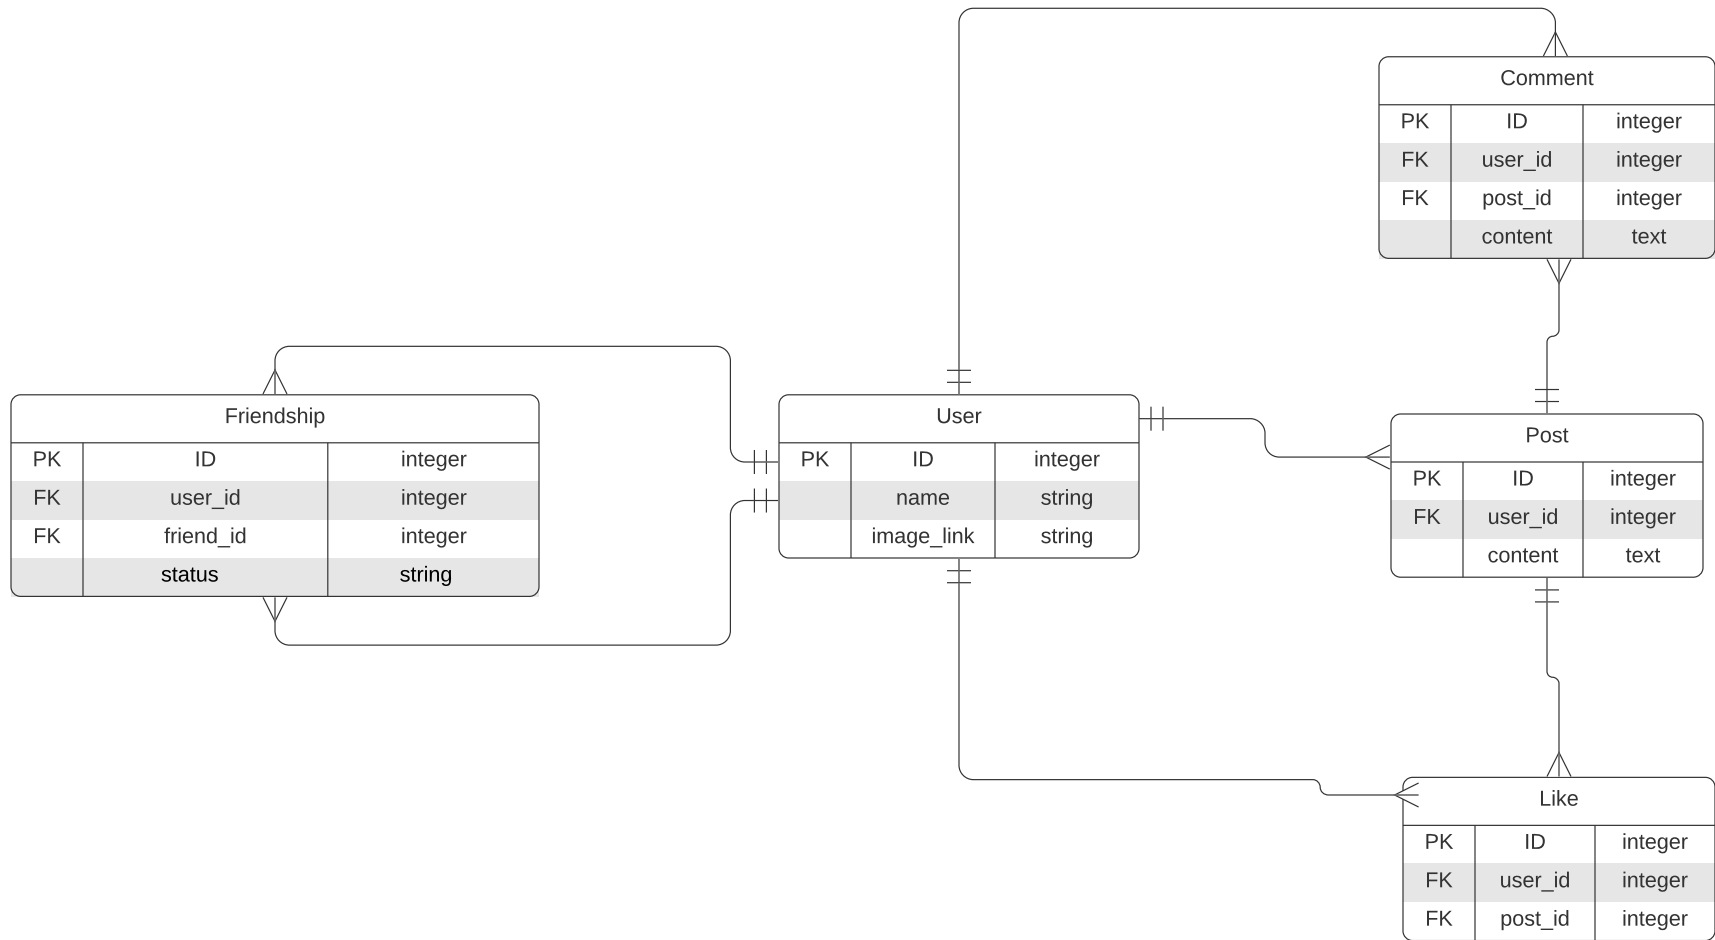 Comment
PK ID integer
FK user_id integer
FK post_id integer
content text
Friendship
PK ID integer
FK user_id integer
FK friend_id integer
status string
User
PK ID integer
name string
image_link string
Post
PK ID integer
FK user_id integer
content text
Like
PK ID integer
FK user_id integer
FK post_id integer